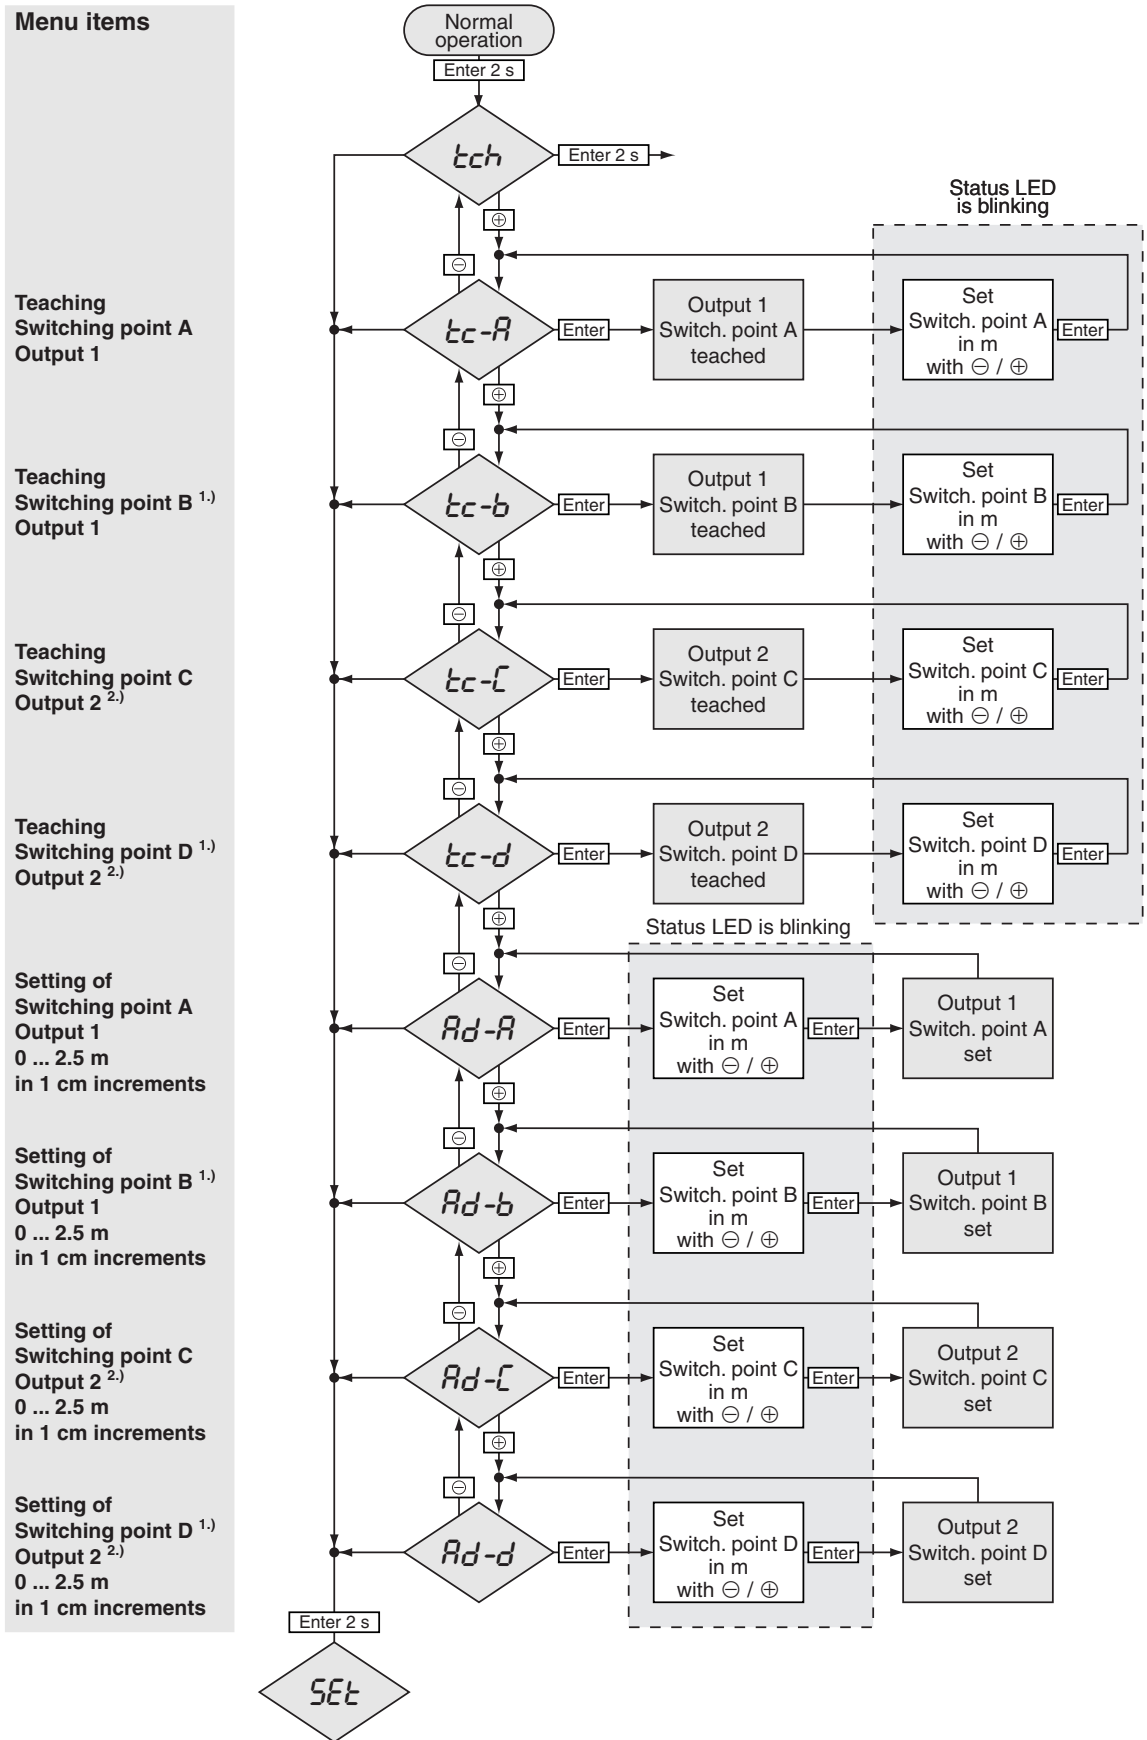 Menu items
Normal
operation
Enter 2 s
tch
Enter 2 s
⊕
Status LED
is blinking
⊖
Teaching
Switching point A
Output 1
tc-A
Enter
Output 1
Switch. point A
teached
Set
Switch. point A
in m
with ⊖ / ⊕
Enter
⊕
⊖
Teaching
Switching point B 1.)
Output 1
tc-b
Enter
Output 1
Switch. point B
teached
Set
Switch. point B
in m
with ⊖ / ⊕
Enter
⊕
⊖
Teaching
Switching point C
Output 2 2.)
tc-C
Enter
Output 2
Switch. point C
teached
Set
Switch. point C
in m
with ⊖ / ⊕
Enter
⊕
⊖
Teaching
Switching point D 1.)
Output 2 2.)
tc-d
Enter
Output 2
Switch. point D
teached
Set
Switch. point D
in m
with ⊖ / ⊕
Enter
⊕
Status LED is blinking
⊖
Setting of
Switching point A
Output 1
0 ... 2.5 m
in 1 cm increments
Ad-A
Enter
Set
Switch. point A
in m
with ⊖ / ⊕
Enter
Output 1
Switch. point A
set
⊕
⊖
Setting of
Switching point B 1.)
Output 1
0 ... 2.5 m
in 1 cm increments
Ad-b
Enter
Set
Switch. point B
in m
with ⊖ / ⊕
Enter
Output 1
Switch. point B
set
⊕
⊖
Setting of
Switching point C
Output 2 2.)
0 ... 2.5 m
in 1 cm increments
Ad-C
Enter
Set
Switch. point C
in m
with ⊖ / ⊕
Enter
Output 2
Switch. point C
set
⊕
⊖
Setting of
Switching point D 1.)
Output 2 2.)
0 ... 2.5 m
in 1 cm increments
Ad-d
Enter
Set
Switch. point D
in m
with ⊖ / ⊕
Enter
Output 2
Switch. point D
set
Enter 2 s
SEt